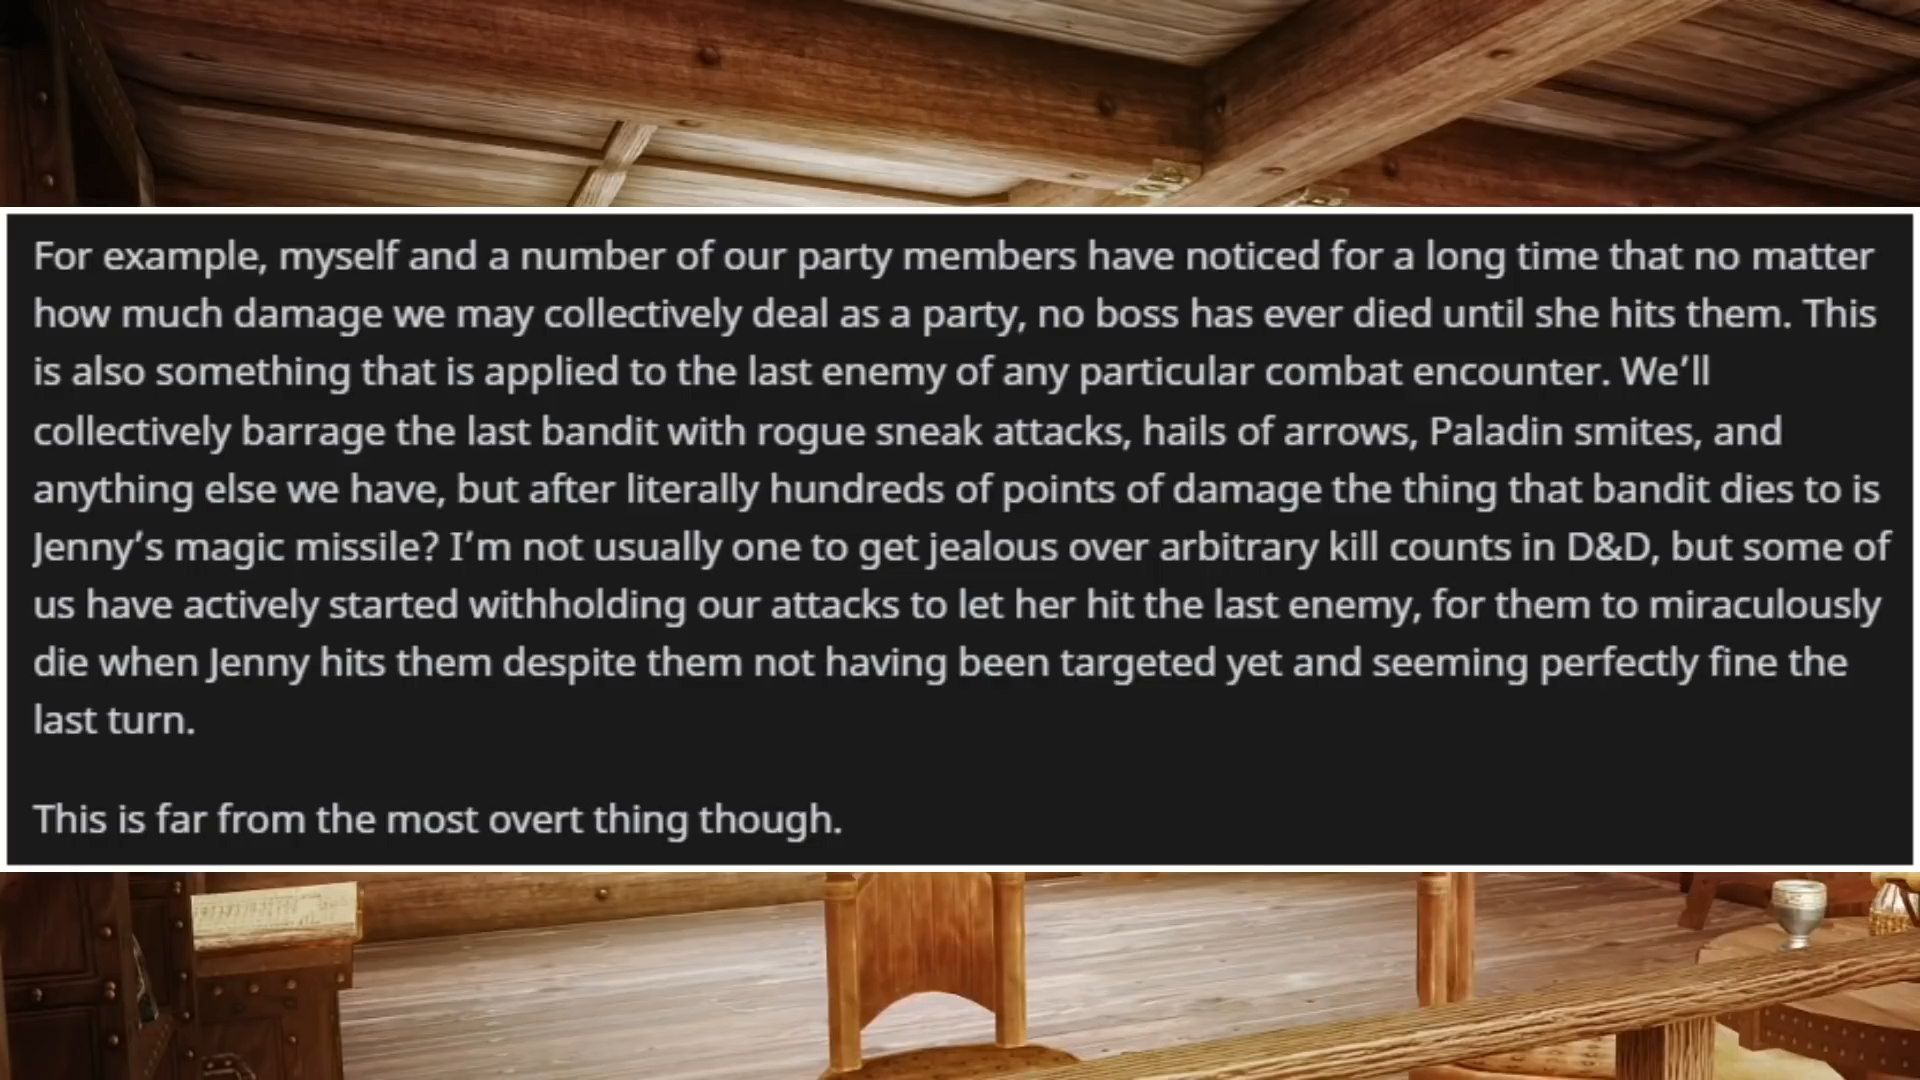 For example, myself and a number of our party members have noticed for a long time that no matter
how much damage we may collectively deal as a party, no boss has ever died until she hits them. This
is also something that is applied to the last enemy of any particular combat encounter. We’ll
collectively barrage the last bandit with rogue sneak attacks, hails of arrows, Paladin smites, and
anything else we have, but after literally hundreds of points of damage the thing that bandit dies to is
Jenny’s magic missile? I’m not usually one to get jealous over arbitrary kill counts in D&D, but some of
us have actively started withholding our attacks to let her hit the last enemy, for them to miraculously
die when Jenny hits them despite them not having been targeted yet and seeming perfectly fine the
last turn.
This is far from the most overt thing though.